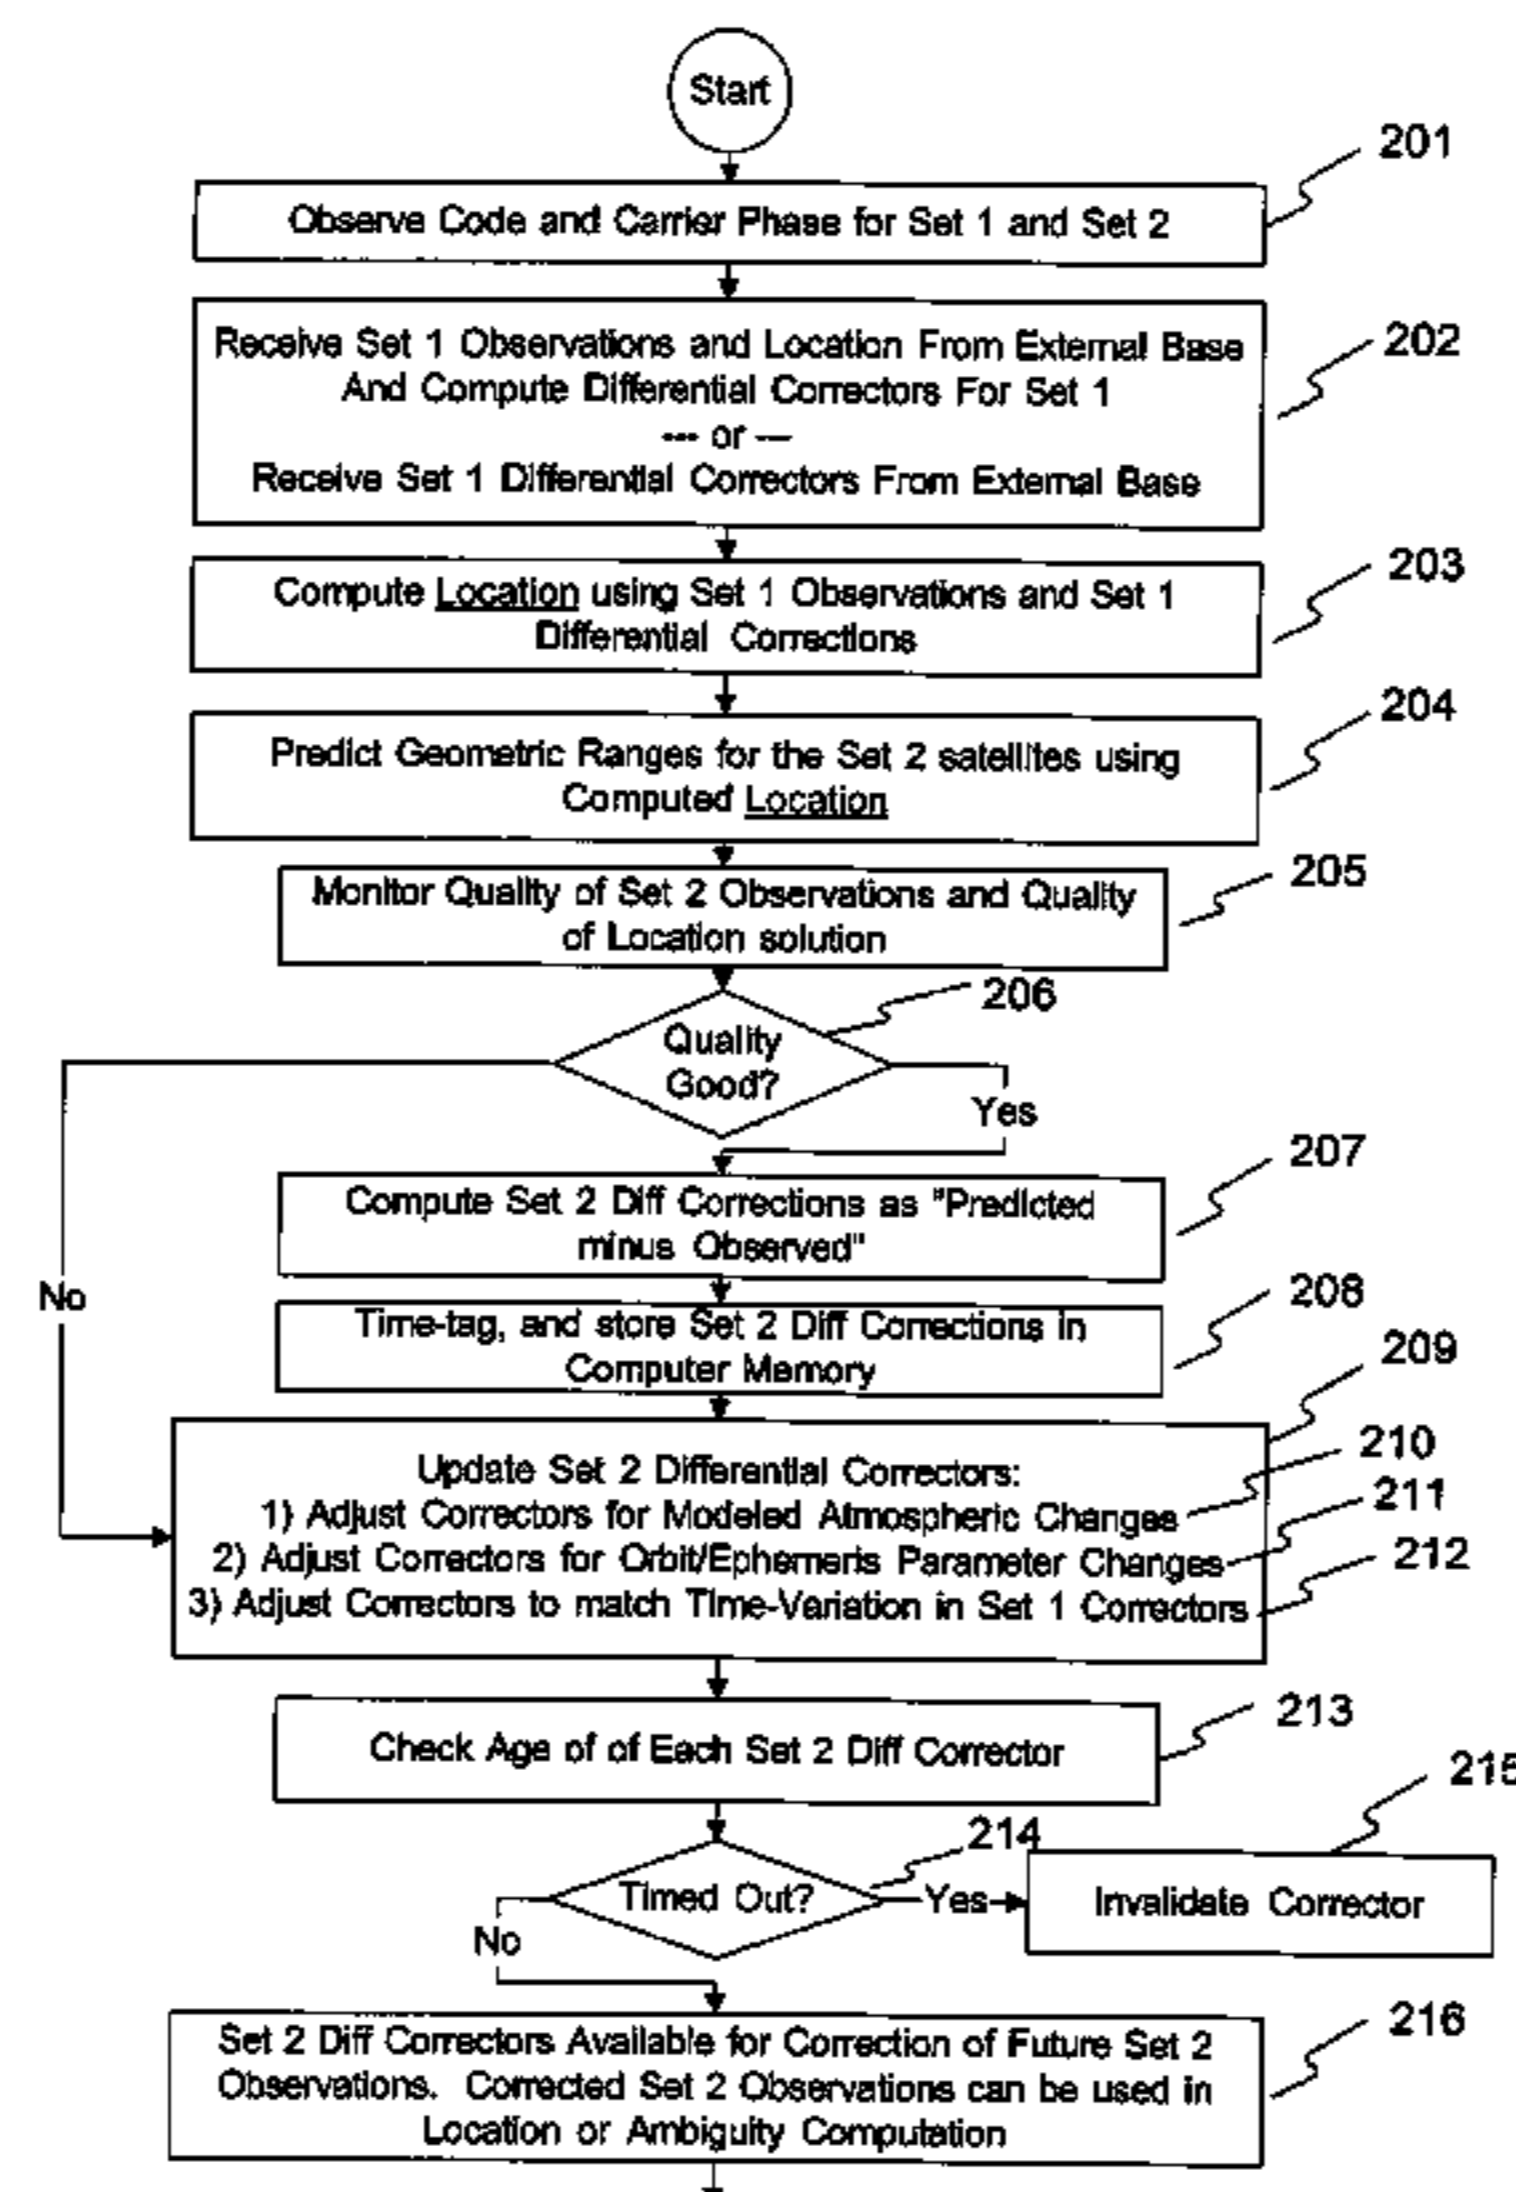 Start
201
Observe Code and Carrier Phase for Set 1 and Set 2
202
Receive Set 1 Observations and Location From External Base
And Compute Differential Correctors For Set 1
--- or ---
Receive Set 1 Differential Correctors From External Base
203
Compute Location using Set 1 Observations and Set 1
Differential Corrections
204
Predict Geometric Ranges for the Set 2 satellites using
Computed Location
205
Monitor Quality of Set 2 Observations and Quality
of Location solution
206
Quality
Good?
Yes
No
207
Compute Set 2 Diff Corrections as "Predicted
minus Observed"
208
Time-tag, and store Set 2 Diff Corrections in
Computer Memory
209
Update Set 2 Differential Correctors:
210
1) Adjust Correctors for Modeled Atmospheric Changes
211
2) Adjust Correctors for Orbit/Ephemeris Parameter Changes
212
3) Adjust Correctors to match Time-Variation in Set 1 Correctors
213
Check Age of of Each Set 2 Diff Corrector
214
Timed Out?
Yes
No
215
Invalidate Corrector
216
Set 2 Diff Correctors Available for Correction of Future Set 2
Observations. Corrected Set 2 Observations can be used in
Location or Ambiguity Computation